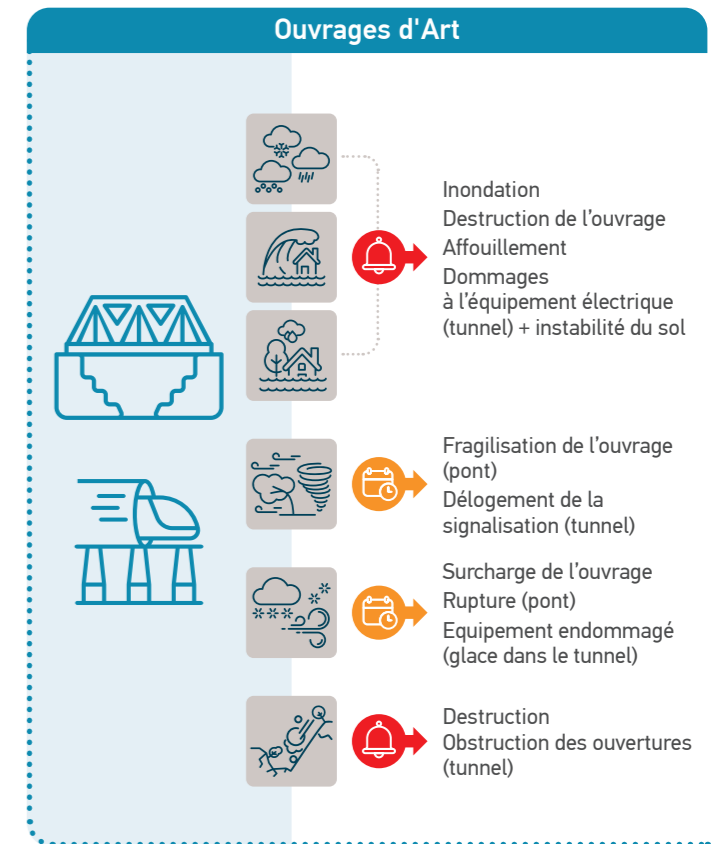 Ouvrages d'Art
Inondation
Destruction de l’ouvrage
Affouillement
Dommages
à l’équipement électrique
(tunnel) + instabilité du sol
Fragilisation de l’ouvrage
(pont)
Délogement de la
signalisation (tunnel)
Surcharge de l’ouvrage
Rupture (pont)
Equipement endommagé
(glace dans le tunnel)
Destruction
Obstruction des ouvertures
(tunnel)